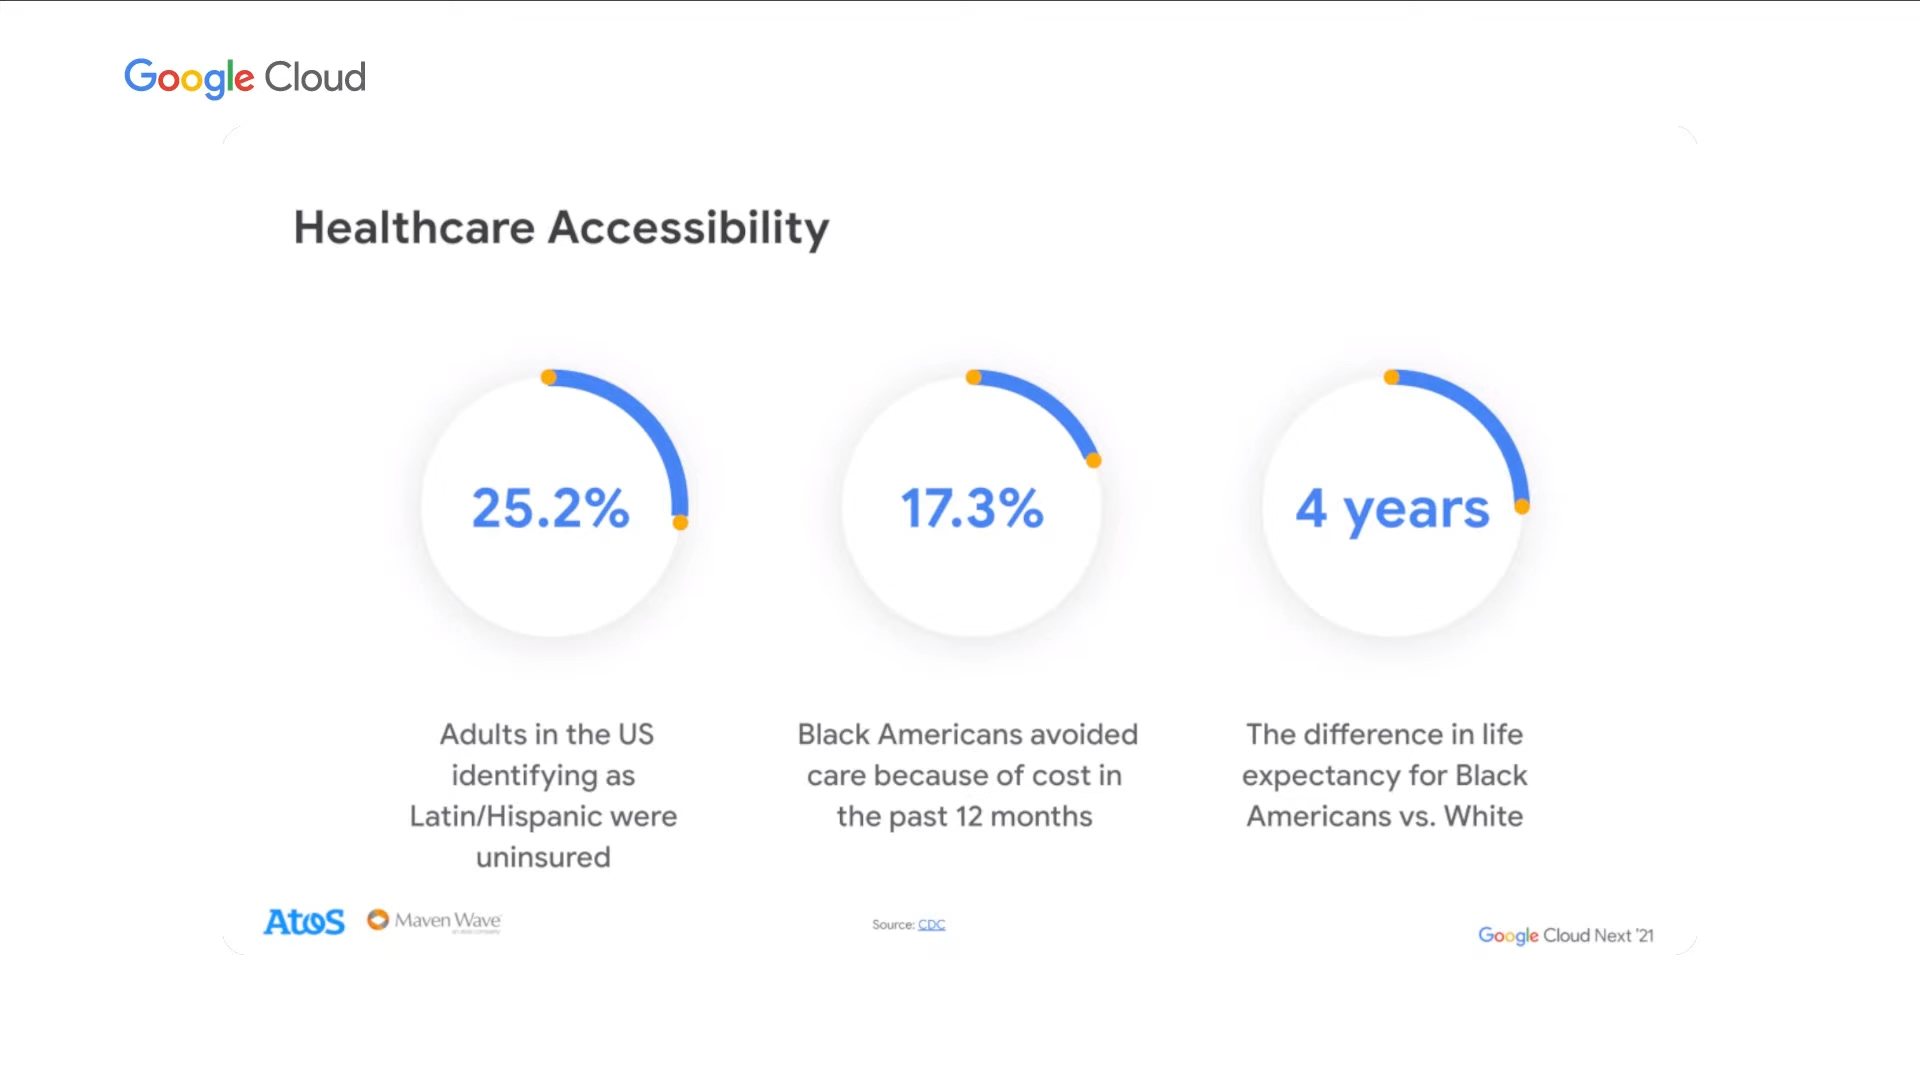 Google Cloud
Healthcare Accessibility
25.2%
Adults in the US
identifying as
Latin/Hispanic were
uninsured
17.3%
Black Americans avoided
care because of cost in
the past 12 months
4 years
The difference in life
expectancy for Black
Americans vs. White
Atos
Maven Wave
Source: CDC
Google Cloud Next '21